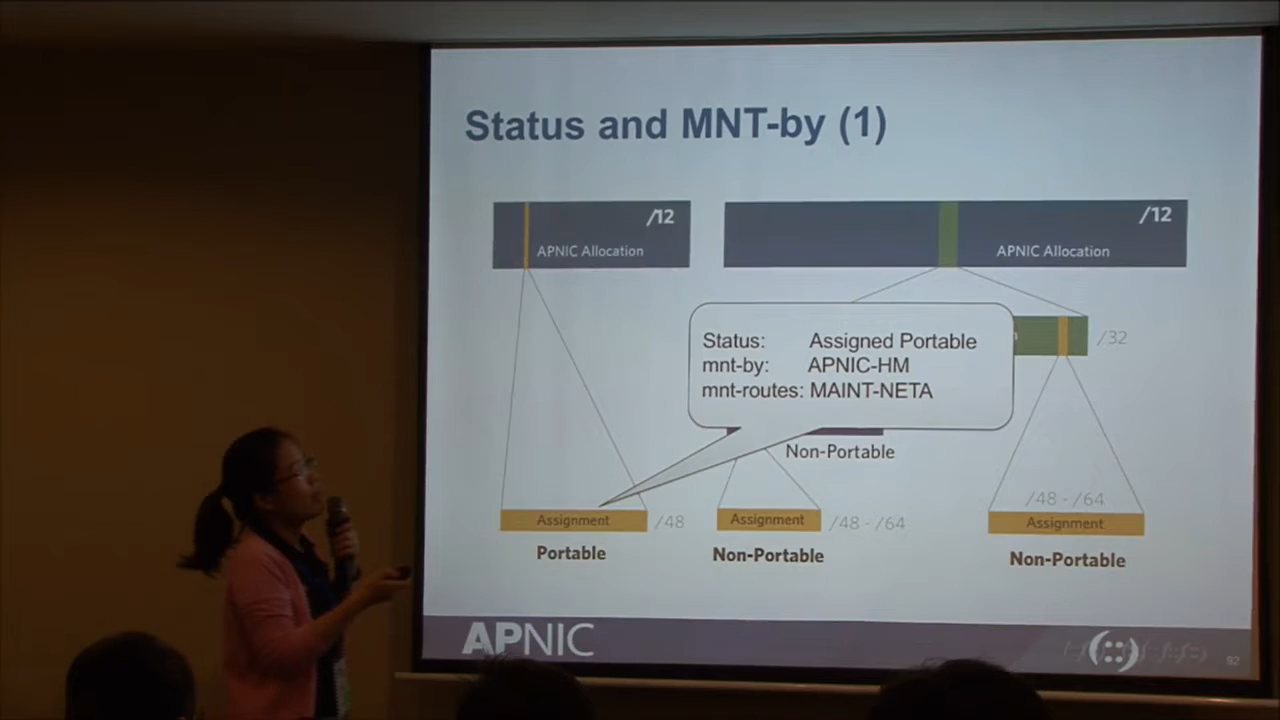 Status and MNT-by (1)
/12
APNIC Allocation
/12
APNIC Allocation
Status: Assigned Portable
mnt-by: APNIC-HM
mnt-routes: MAINT-NETA
/32
Non-Portable
/48 - /64
Assignment
/48
Assignment
/48 - /64
Assignment
Portable
Non-Portable
Non-Portable
APNIC
92